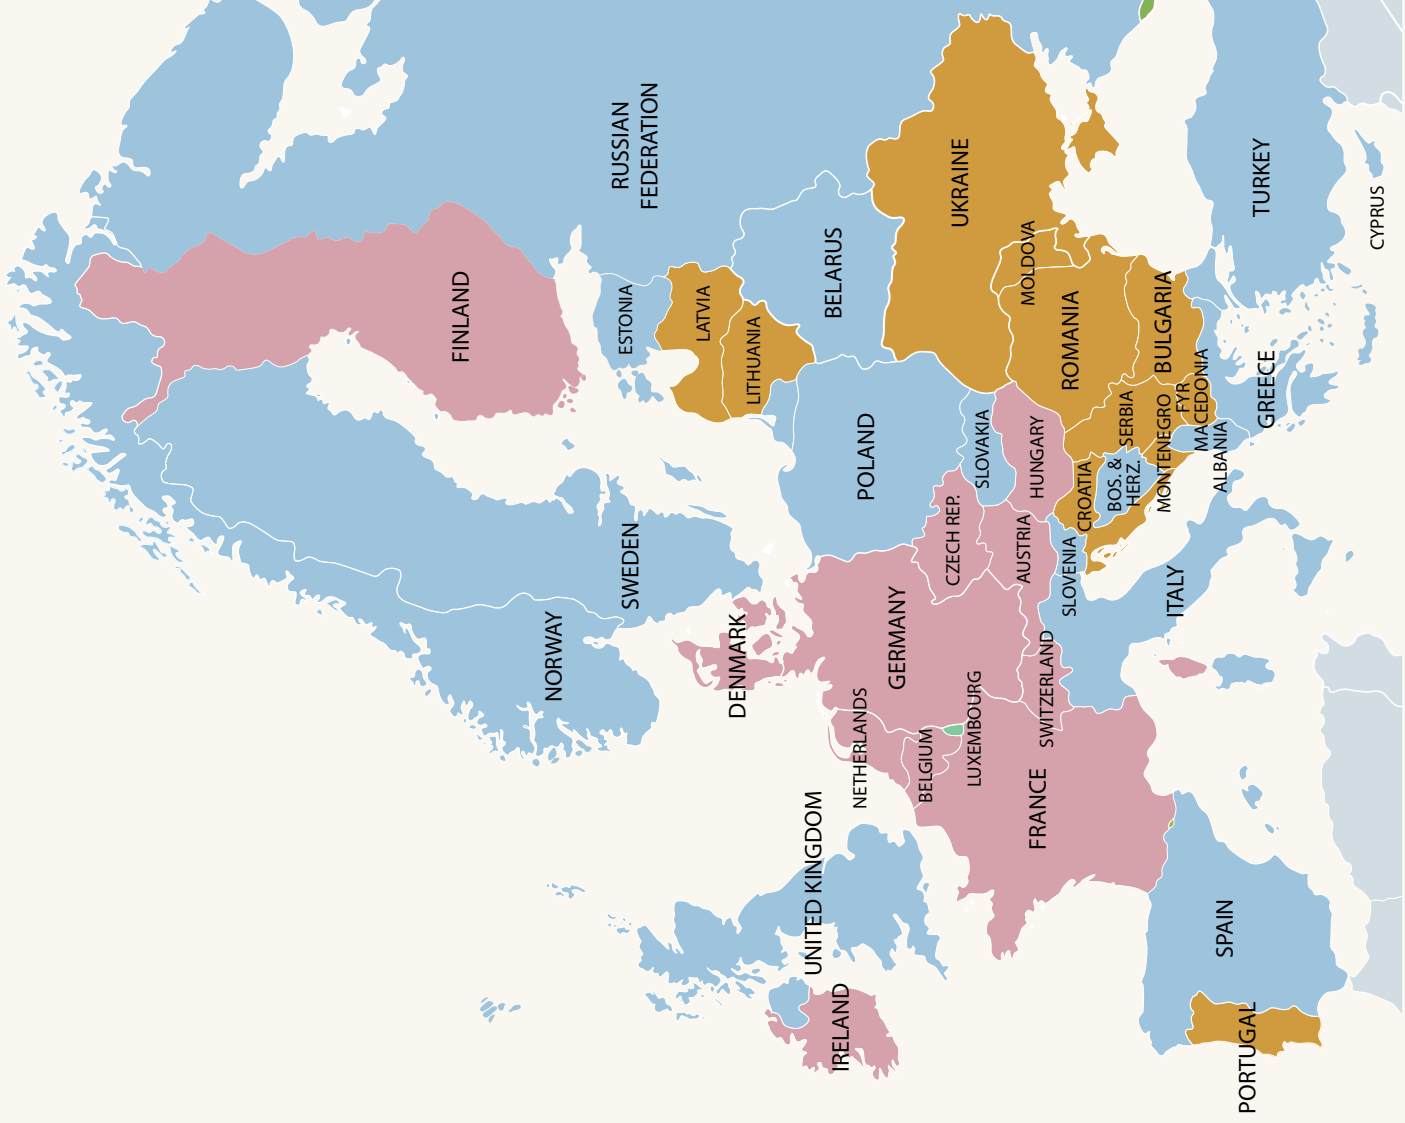 FINLAND
RUSSIAN
FEDERATION
ESTONIA
LATVIA
LITHUANIA
SWEDEN
NORWAY
DENMARK
BELARUS
POLAND
UKRAINE
MOLDOVA
ROMANIA
BULGARIA
TURKEY
CYPRUS
GREECE
FYR
MACEDONIA
ALBANIA
MONTENEGRO
SERBIA
BOS. &
HERZ.
CROATIA
SLOVENIA
HUNGARY
SLOVAKIA
CZECH REP.
AUSTRIA
GERMANY
SWITZERLAND
ITALY
LUXEMBOURG
BELGIUM
NETHERLANDS
FRANCE
UNITED KINGDOM
IRELAND
SPAIN
PORTUGAL